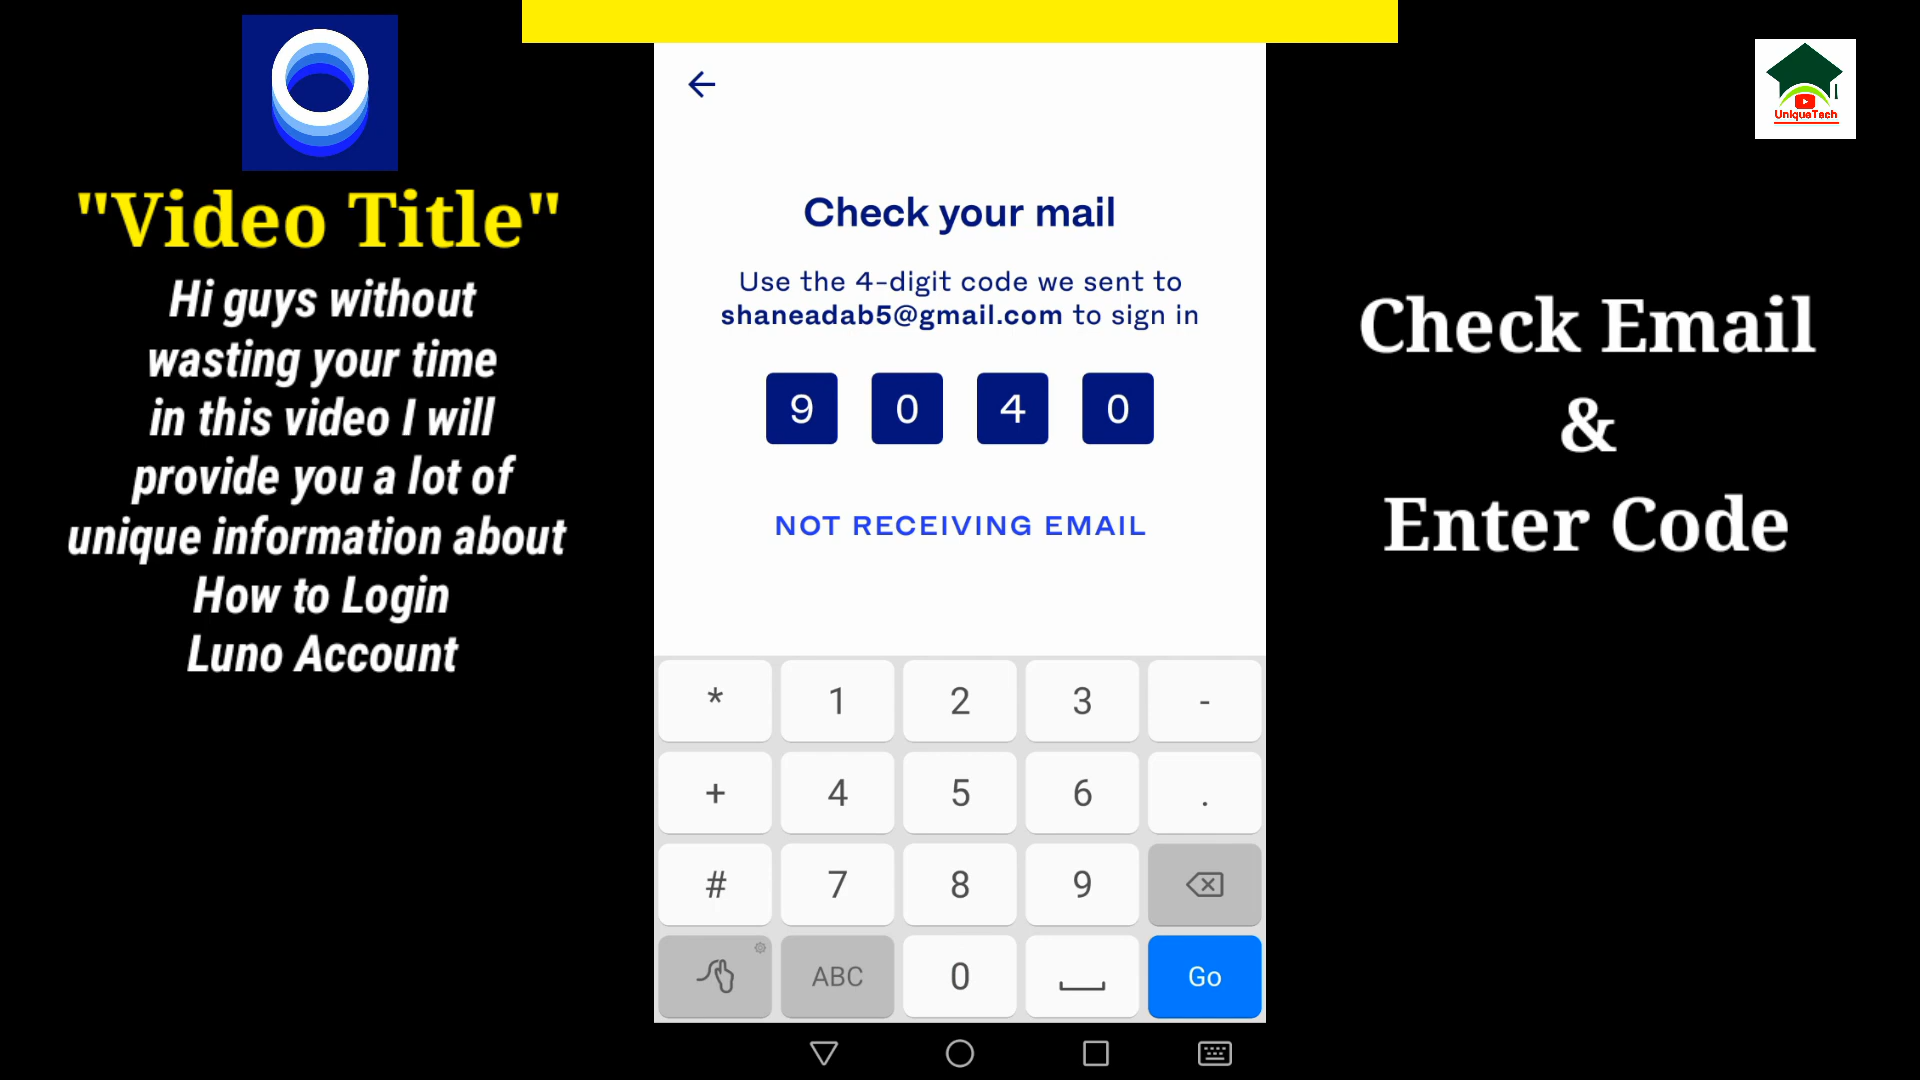 "Video Title"
Hi guys without
wasting your time
in this video I will
provide you a lot of
unique information about
How to Login
Luno Account
Check your mail
Use the 4-digit code we sent to
shaneadab5@gmail.com to sign in
9 0 4 0
NOT RECEIVING EMAIL
* 1 2 3 -
+ 4 5 6 .
# 7 8 9
ABC 0 Go
UniqueTech
Check Email
&
Enter Code